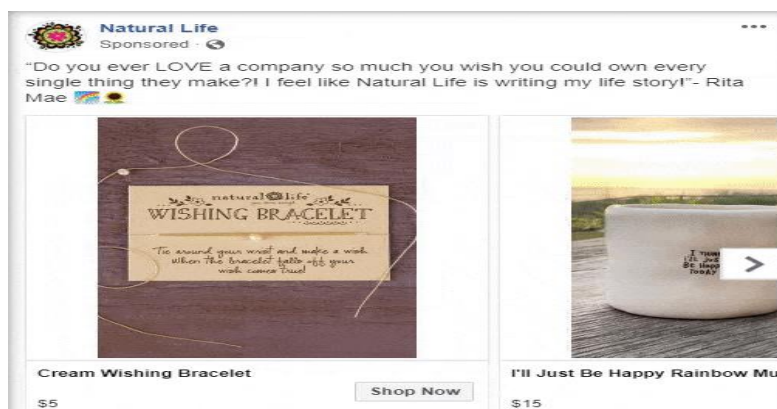 Natural Life
Sponsored ·
“Do you ever LOVE a company so much you wish you could own every
single thing they make?! I feel like Natural Life is writing my life story!”- Rita
Mae
natural life
WISHING BRACELET
Tie around your wrist and make a wish
When the bracelet falls off your
wish comes true!
Cream Wishing Bracelet
Shop Now
$5
I'll Just Be Happy Rainbow Mu
$15